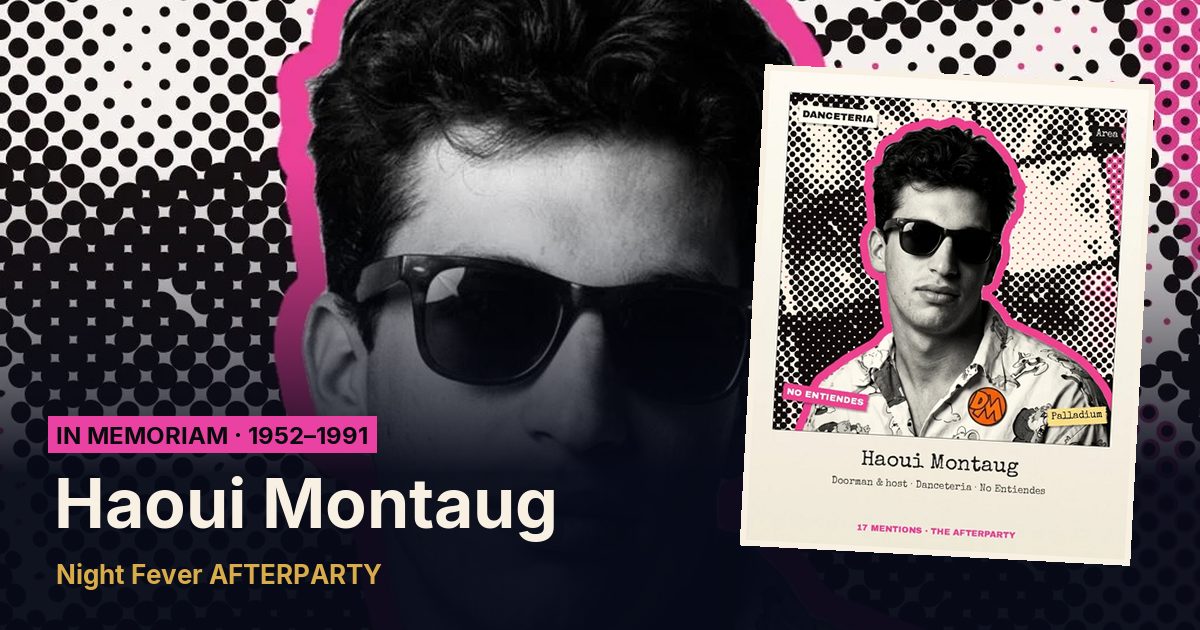 IN MEMORIAM · 1952–1991
Haoui Montaug
Night Fever AFTERPARTY
DANCETERIA
Area
NO ENTIENDES
Palladium
Haoui Montaug
Doorman & host · Danceteria · No Entiendes
17 MENTIONS · THE AFTERPARTY